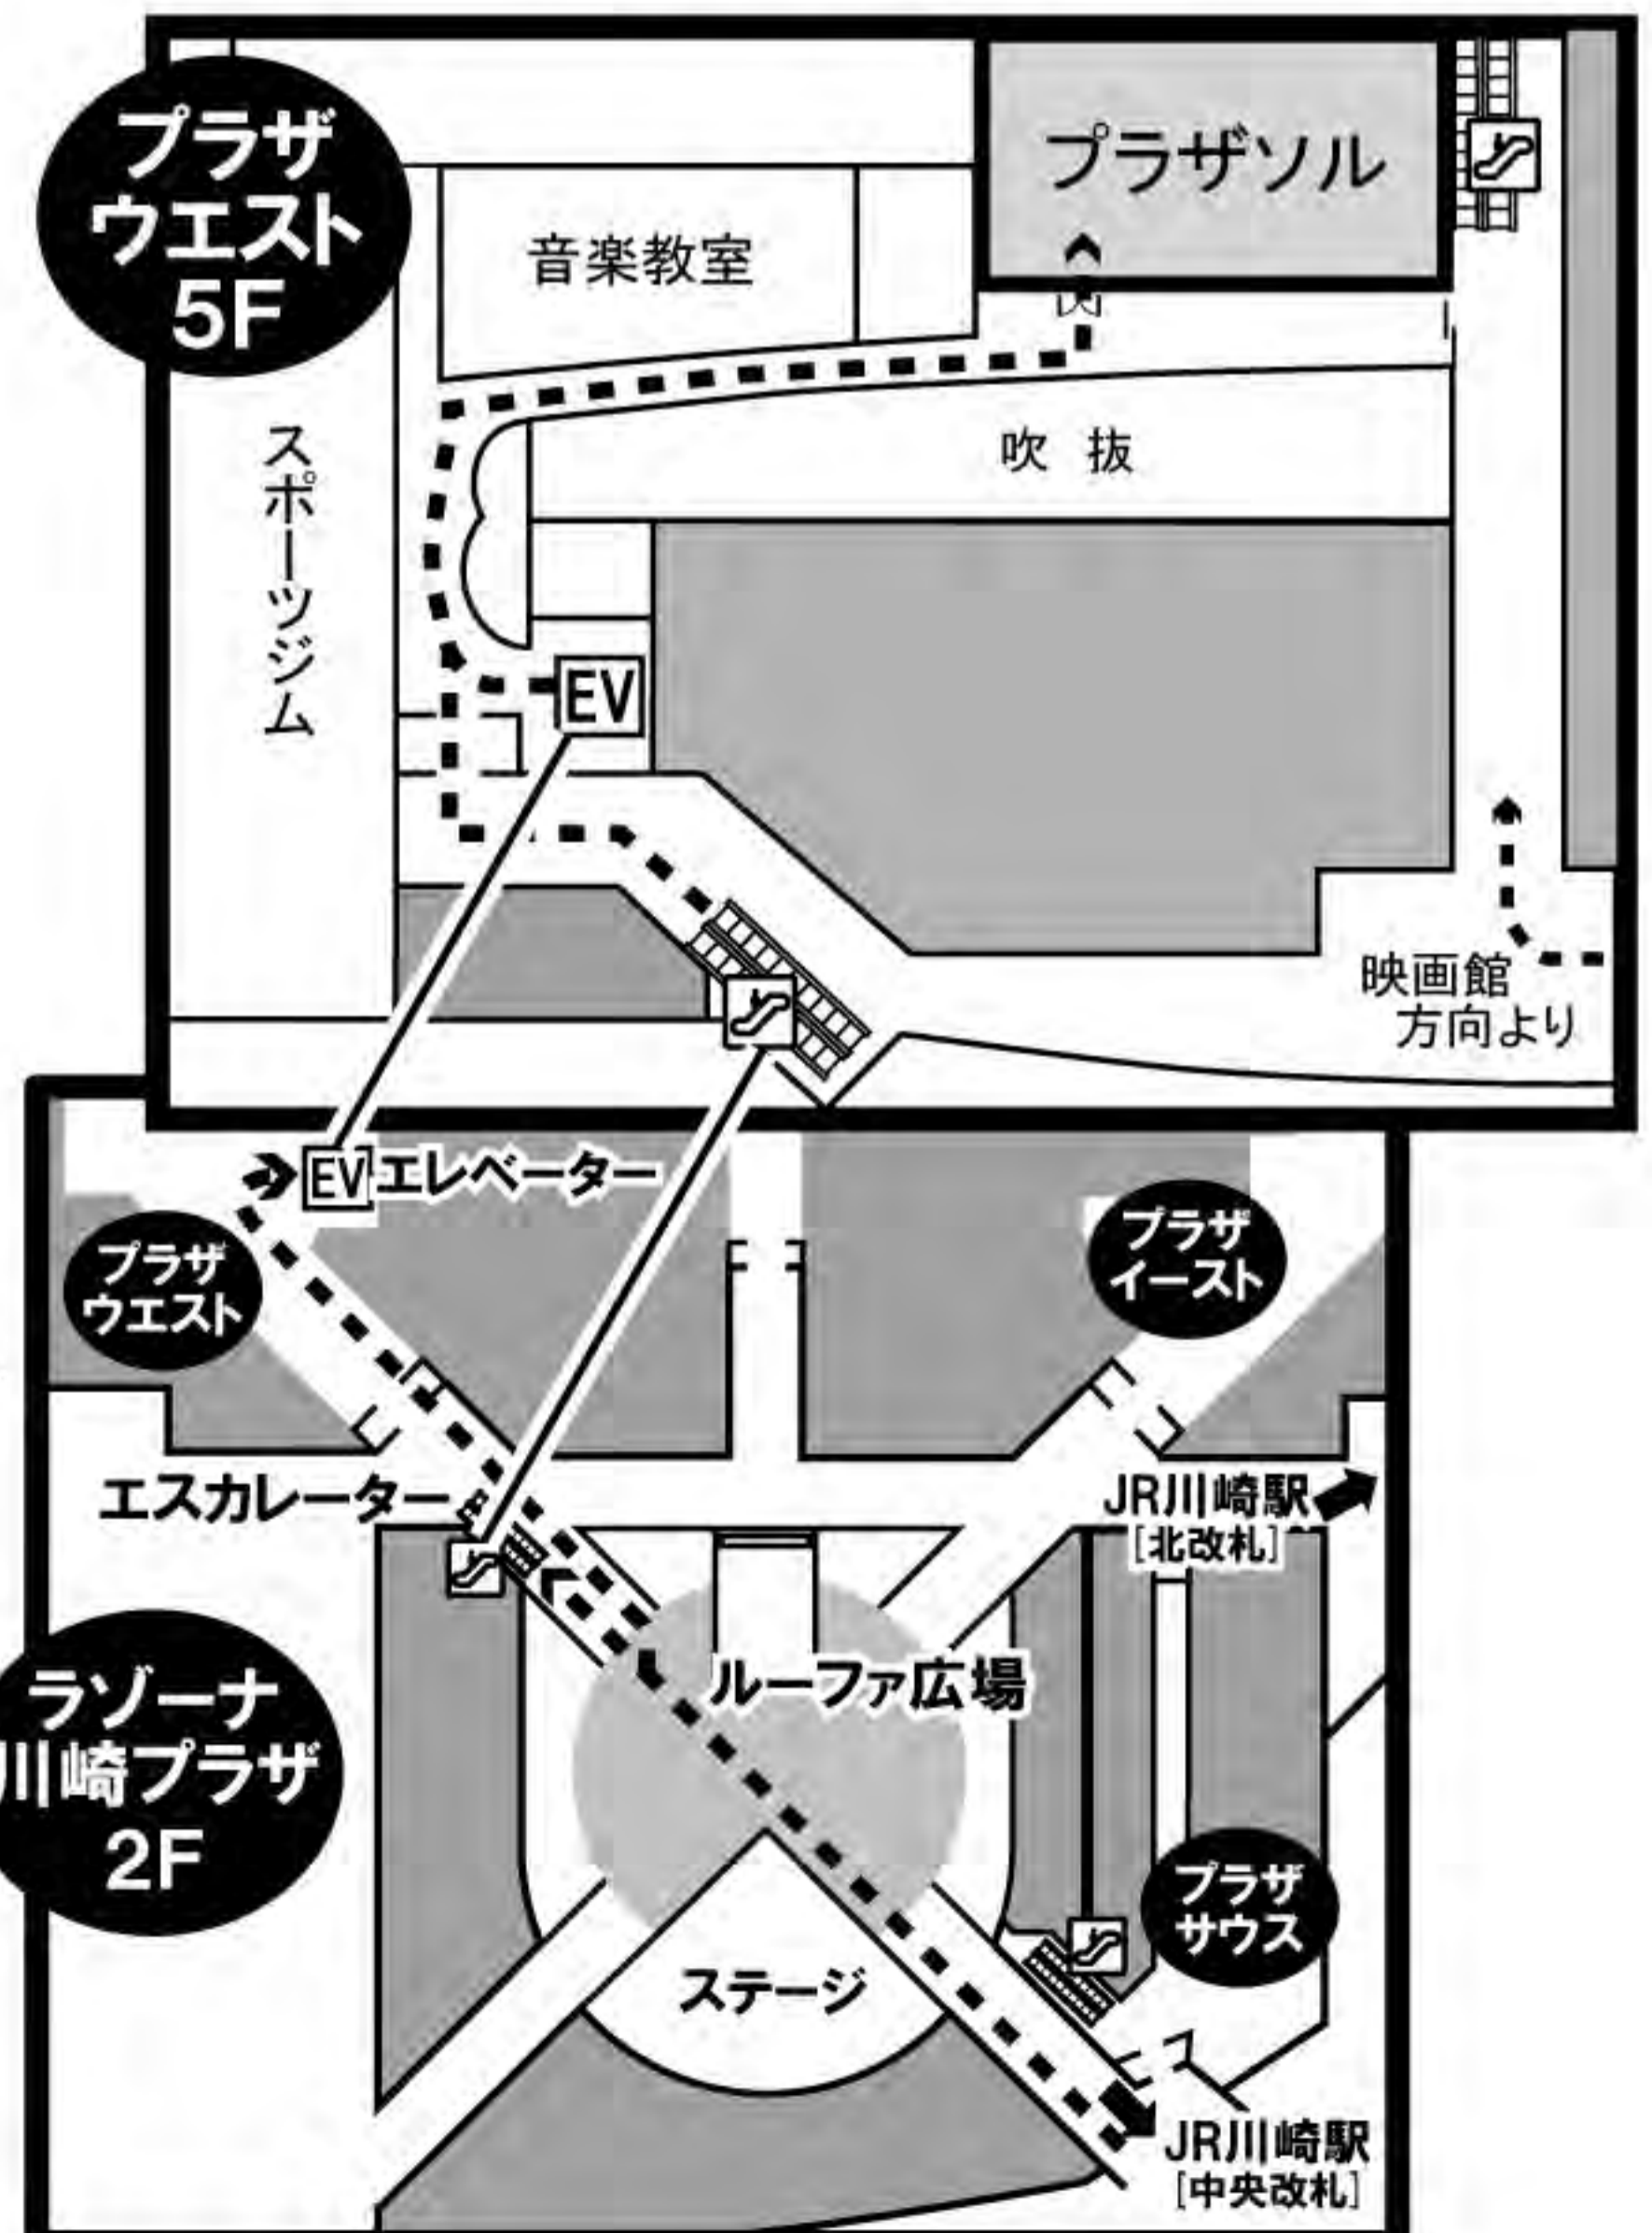 プラザ
ウエスト
5F
プラザソル
音楽教室
吹 抜
スポーツジム
EV
映画館
方向より
EV エレベーター
プラザ
ウエスト
プラザ
イースト
エスカレーター
JR川崎駅
[北改札]
ルーファ広場
ラゾーナ
川崎プラザ
2F
プラザ
サウス
ステージ
JR川崎駅
[中央改札]